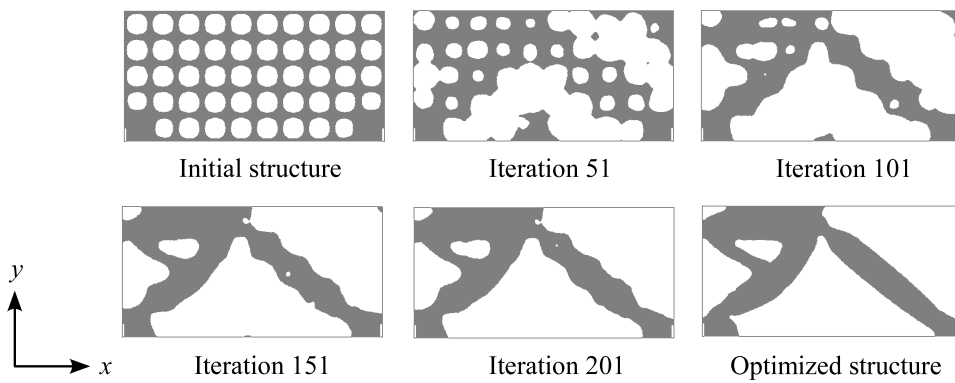 Initial structure
Iteration 51
Iteration 101
y
x
Iteration 151
Iteration 201
Optimized structure